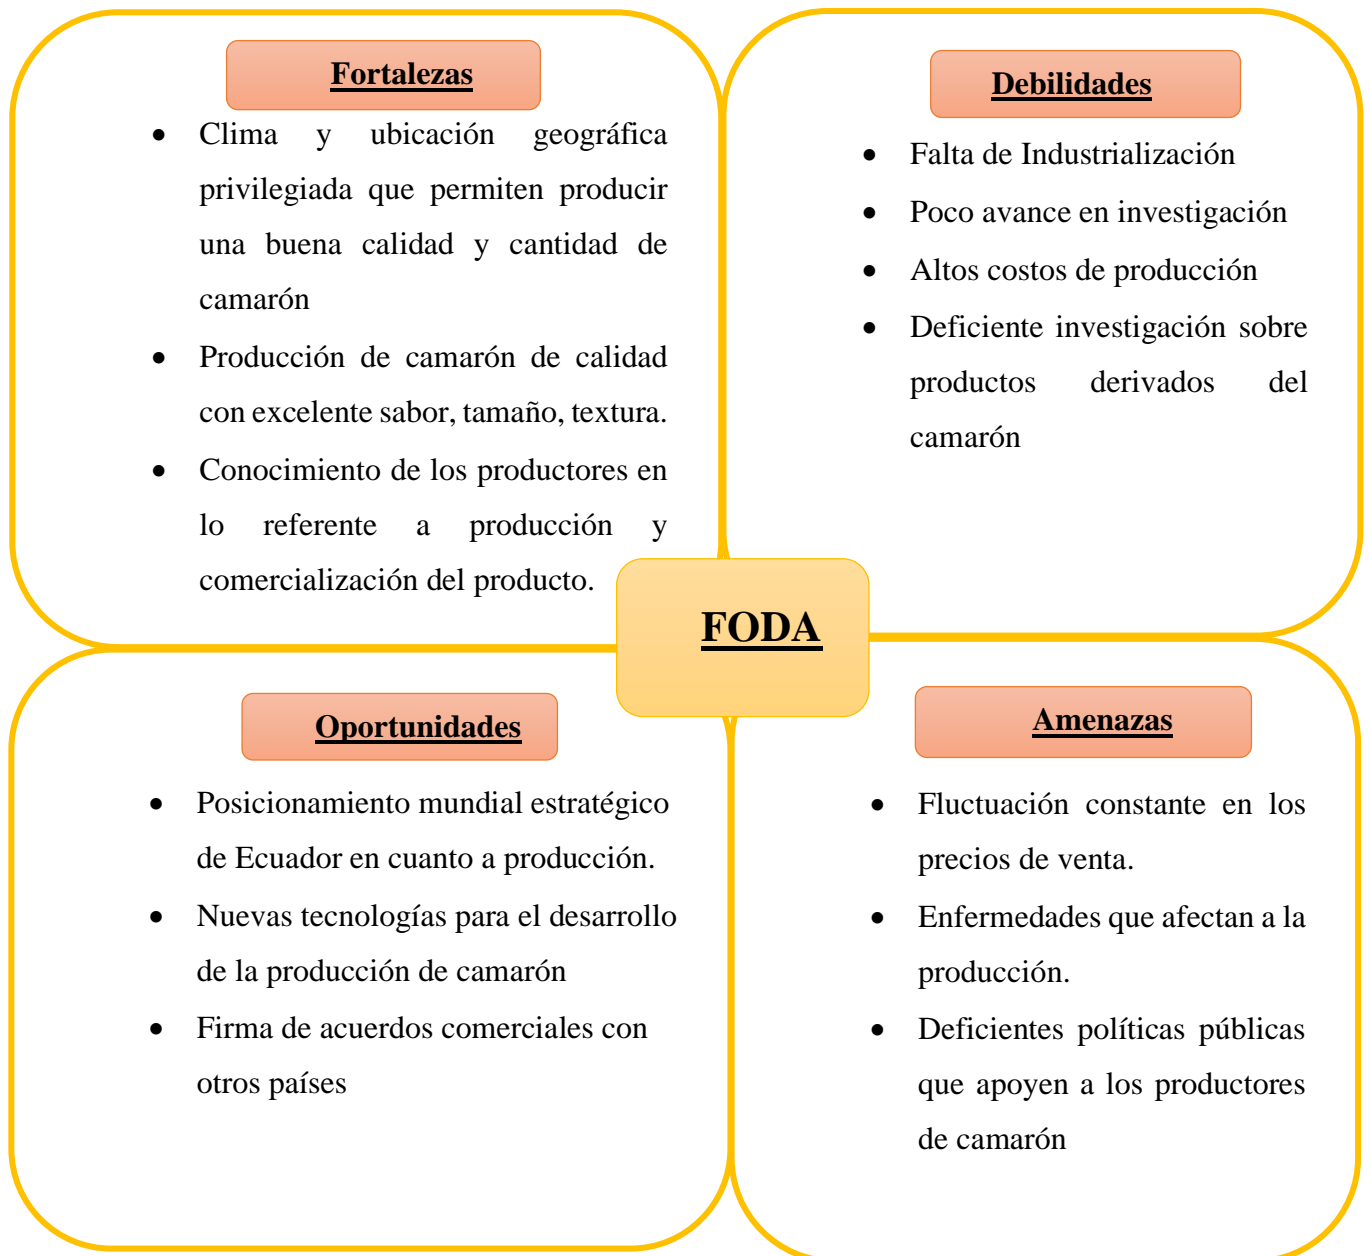 Fortalezas
Clima y ubicación geográfica
privilegiada que permiten producir
una buena calidad y cantidad de
camarón
Producción de camarón de calidad
con excelente sabor, tamaño, textura.
Conocimiento de los productores en
lo referente a producción y
comercialización del producto.
Debilidades
Falta de Industrialización
Poco avance en investigación
Altos costos de producción
Deficiente investigación sobre
productos derivados del
camarón
FODA
Oportunidades
Posicionamiento mundial estratégico
de Ecuador en cuanto a producción.
Nuevas tecnologías para el desarrollo
de la producción de camarón
Firma de acuerdos comerciales con
otros países
Amenazas
Fluctuación constante en los
precios de venta.
Enfermedades que afectan a la
producción.
Deficientes políticas públicas
que apoyen a los productores
de camarón